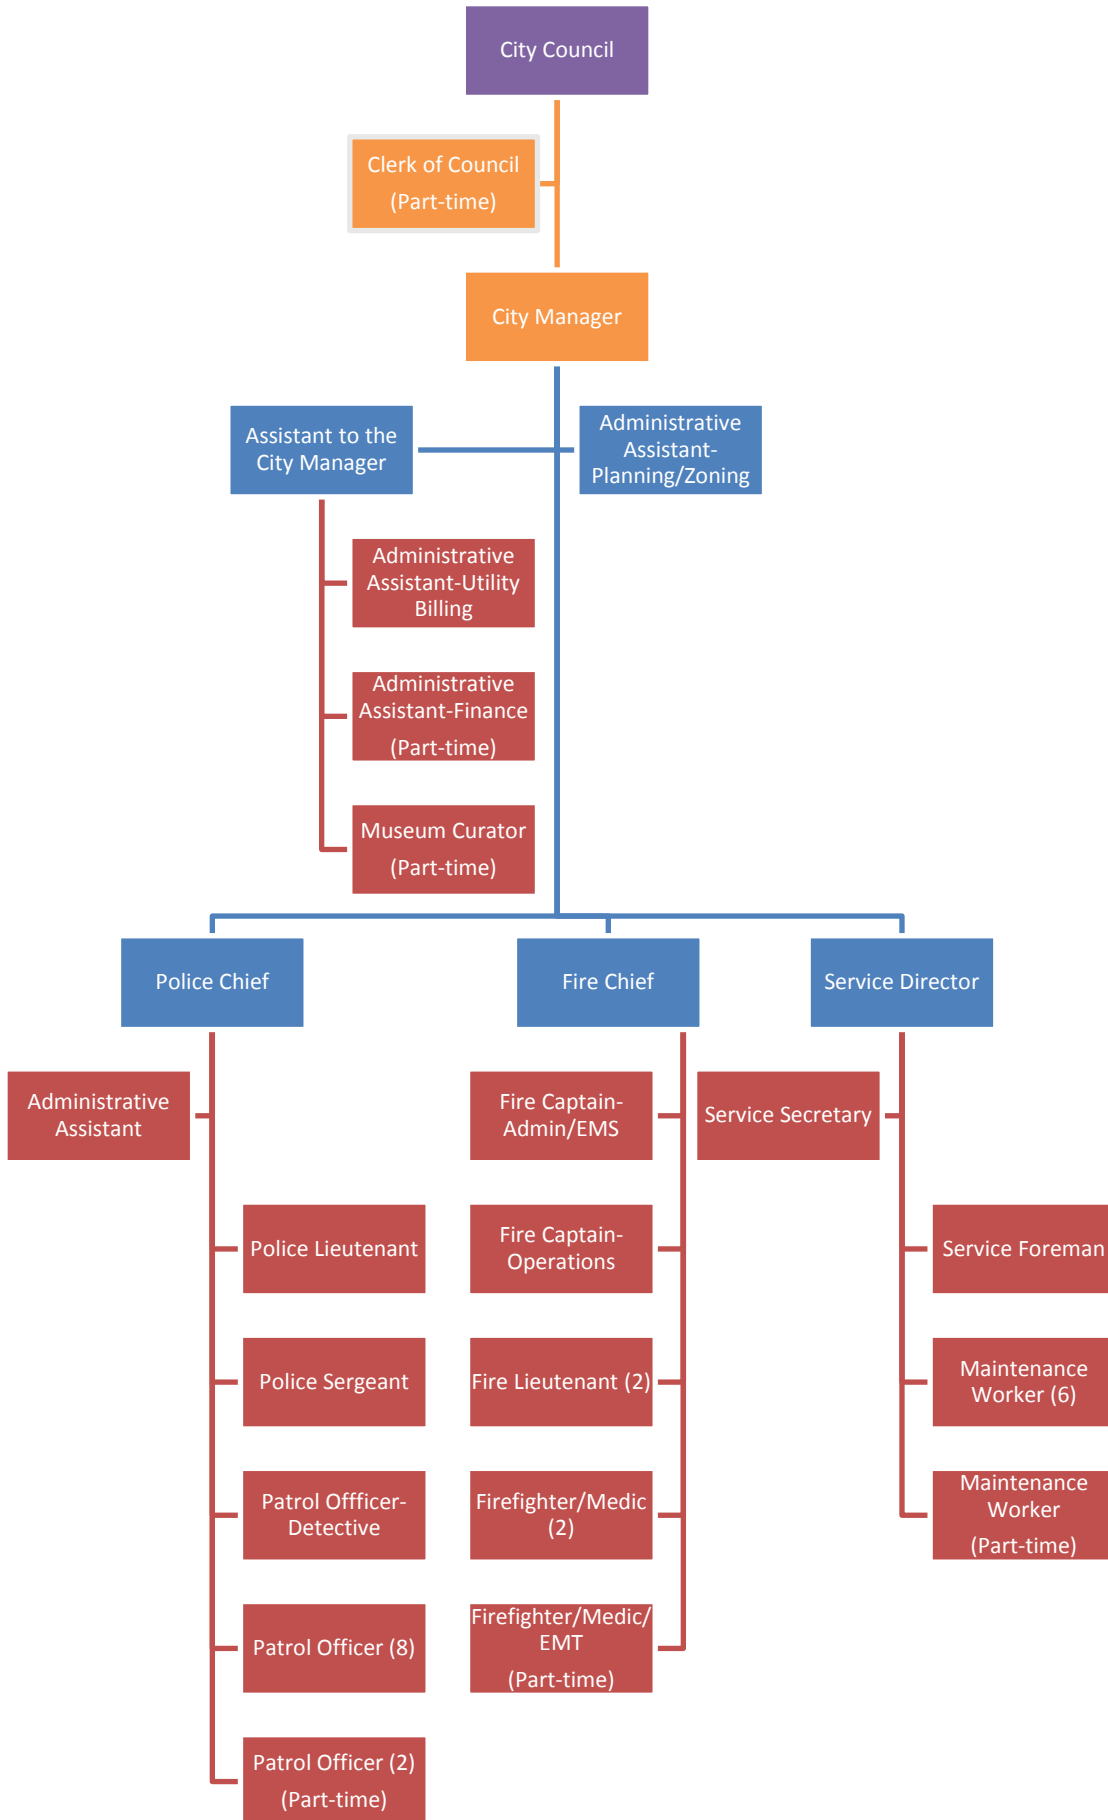 City Council
Clerk of Council
(Part-time)
City Manager
Assistant to the
City Manager
Administrative
Assistant-
Planning/Zoning
Administrative
Assistant-Utility
Billing
Administrative
Assistant-Finance
(Part-time)
Museum Curator
(Part-time)
Police Chief
Fire Chief
Service Director
Administrative
Assistant
Fire Captain-
Admin/EMS
Service Secretary
Police Lieutenant
Fire Captain-
Operations
Service Foreman
Police Sergeant
Fire Lieutenant (2)
Maintenance
Worker (6)
Patrol Offficer-
Detective
Firefighter/Medic
(2)
Maintenance
Worker
(Part-time)
Patrol Officer (8)
Firefighter/Medic/
EMT
(Part-time)
Patrol Officer (2)
(Part-time)